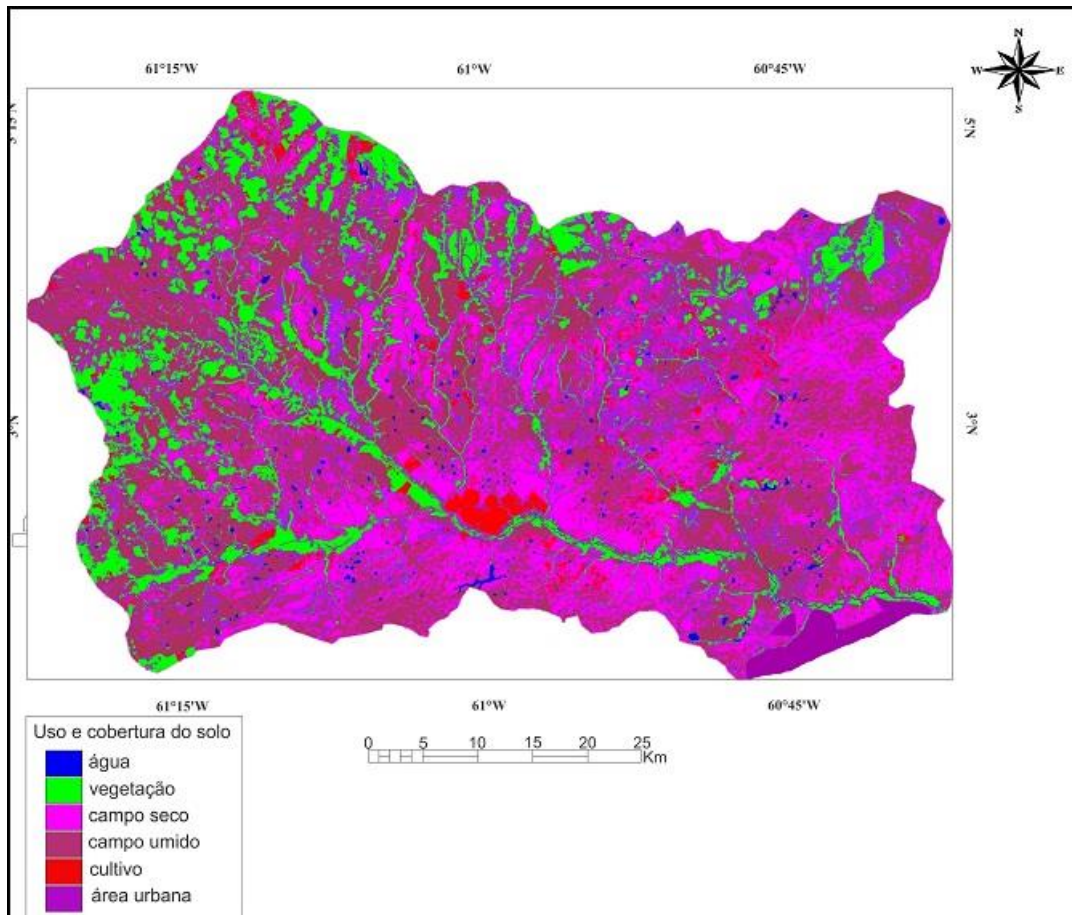 N
W E
S
61°15'W 61°W 60°45'W
5'N
3°N 3°N
61°15'W 61°W 60°45'W
Uso e cobertura do solo
água
vegetação
campo seco
campo umido
cultivo
área urbana
0 5 10 15 20 25
Km